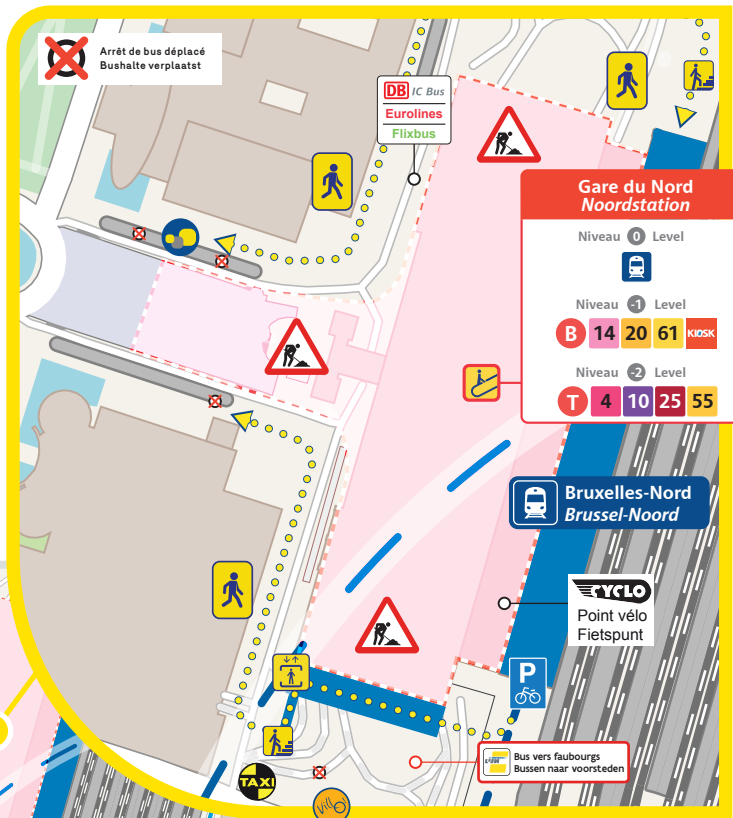 Arrêt de bus déplacé
Bushalte verplaatst
DB IC Bus
Eurolines
Flixbus
Gare du Nord
Noordstation
Niveau 0 Level
Niveau -1 Level
B 14 20 61 KIOSK
Niveau -2 Level
T 4 10 25 55
Bruxelles-Nord
Brussel-Noord
CYCLO
Point vélo
Fietspunt
P
Bus vers faubourgs
Bussen naar voorsteden
TAXI
Villo